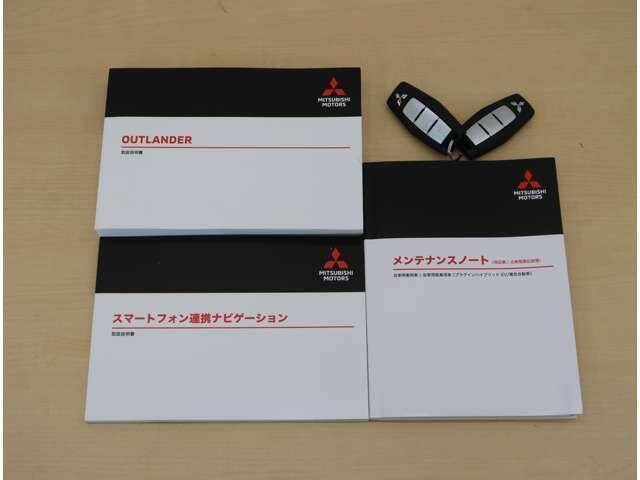 MITSUBISHI
MOTORS
OUTLANDER
取扱説明書
MITSUBISHI
MOTORS
スマートフォン連携ナビゲーション
取扱説明書
MITSUBISHI
MOTORS
メンテナンスノート